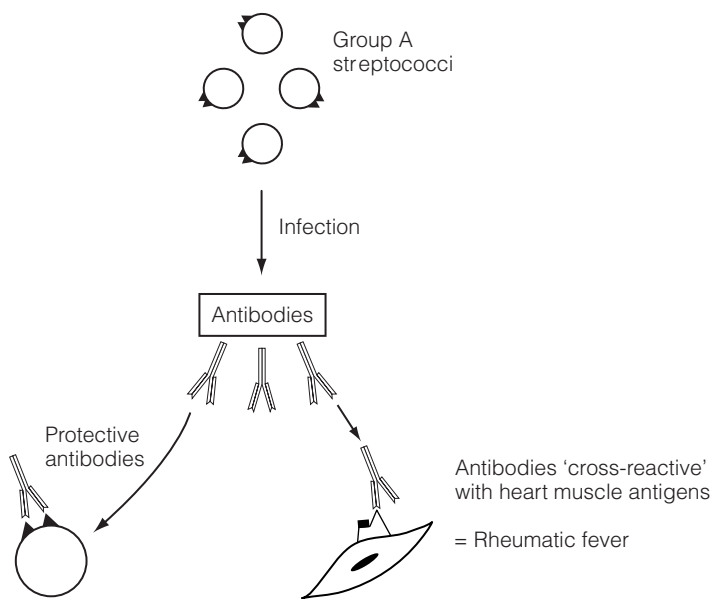 Group A
streptococci
Infection
Antibodies
Protective
antibodies
Antibodies ‘cross-reactive’
with heart muscle antigens
= Rheumatic fever